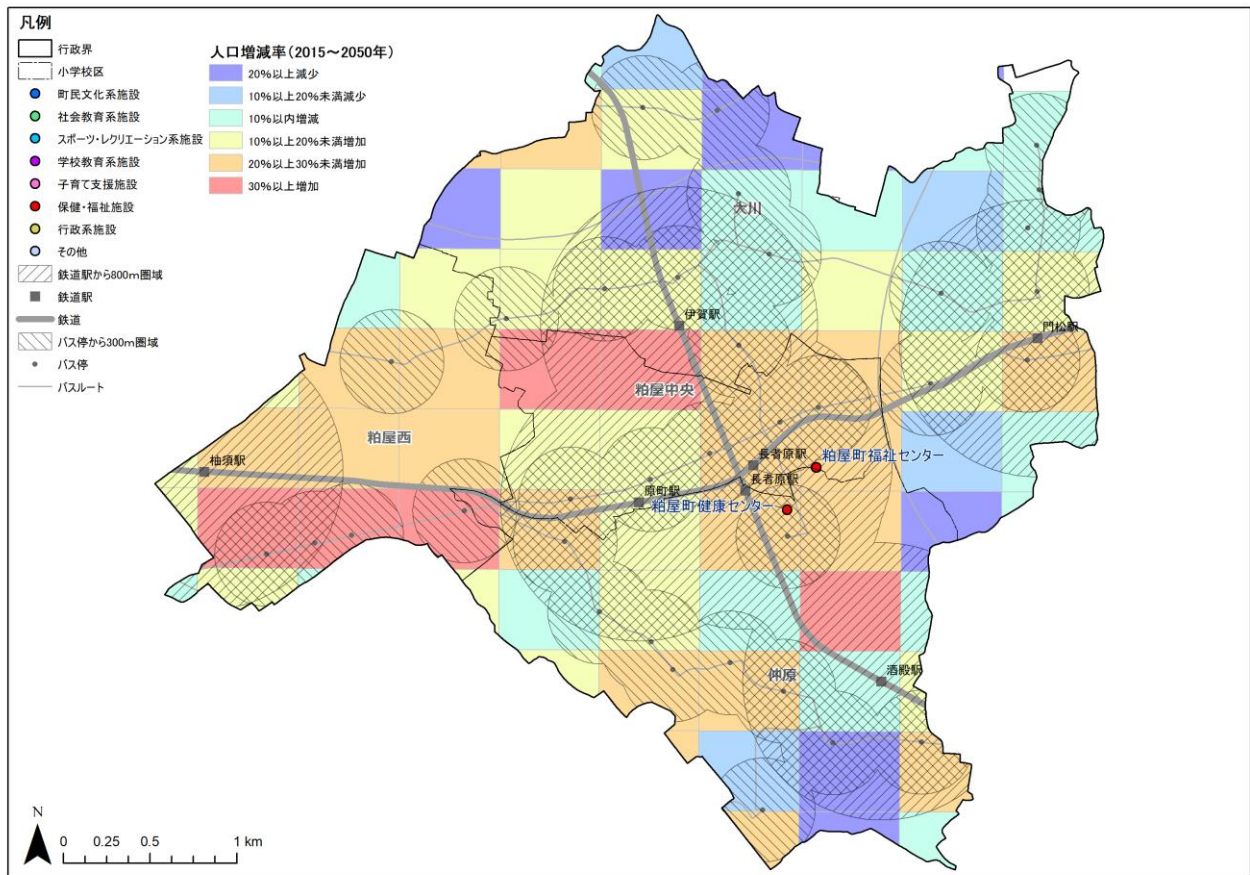 凡例
行政界
小学校区
町民文化系施設
社会教育系施設
スポーツ・レクリエーション系施設
学校教育系施設
子育て支援施設
保健・福祉施設
行政系施設
その他
鉄道駅から800m圏域
鉄道駅
鉄道
バス停から300m圏域
バス停
バスルート
人口増減率(2015~2050年)
20%以上減少
10%以上20%未満減少
10%以内増減
10%以上20%未満増加
20%以上30%未満増加
30%以上増加
大川
伊賀駅
門松駅
粕屋中央
粕屋西
柚須駅
長者原駅
粕屋町福祉センター
長者原駅
原町駅
粕屋町健康センター
仲原
酒殿駅
N
0 0.25 0.5 1 km